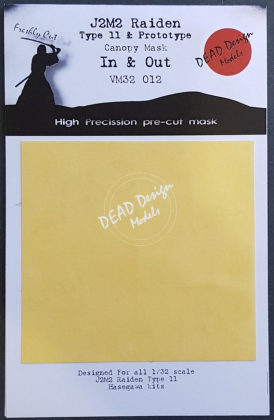 J2M2 Raiden
Type 11 & Prototype
Canopy Mask
In & Out
VM32 012
Freshly Cut
DEAD Design
Models
High Precission pre-cut mask
DEAD Design
Models
Designed For all 1/32 scale
J2M2 Raiden Type 11
Hasegawa kits